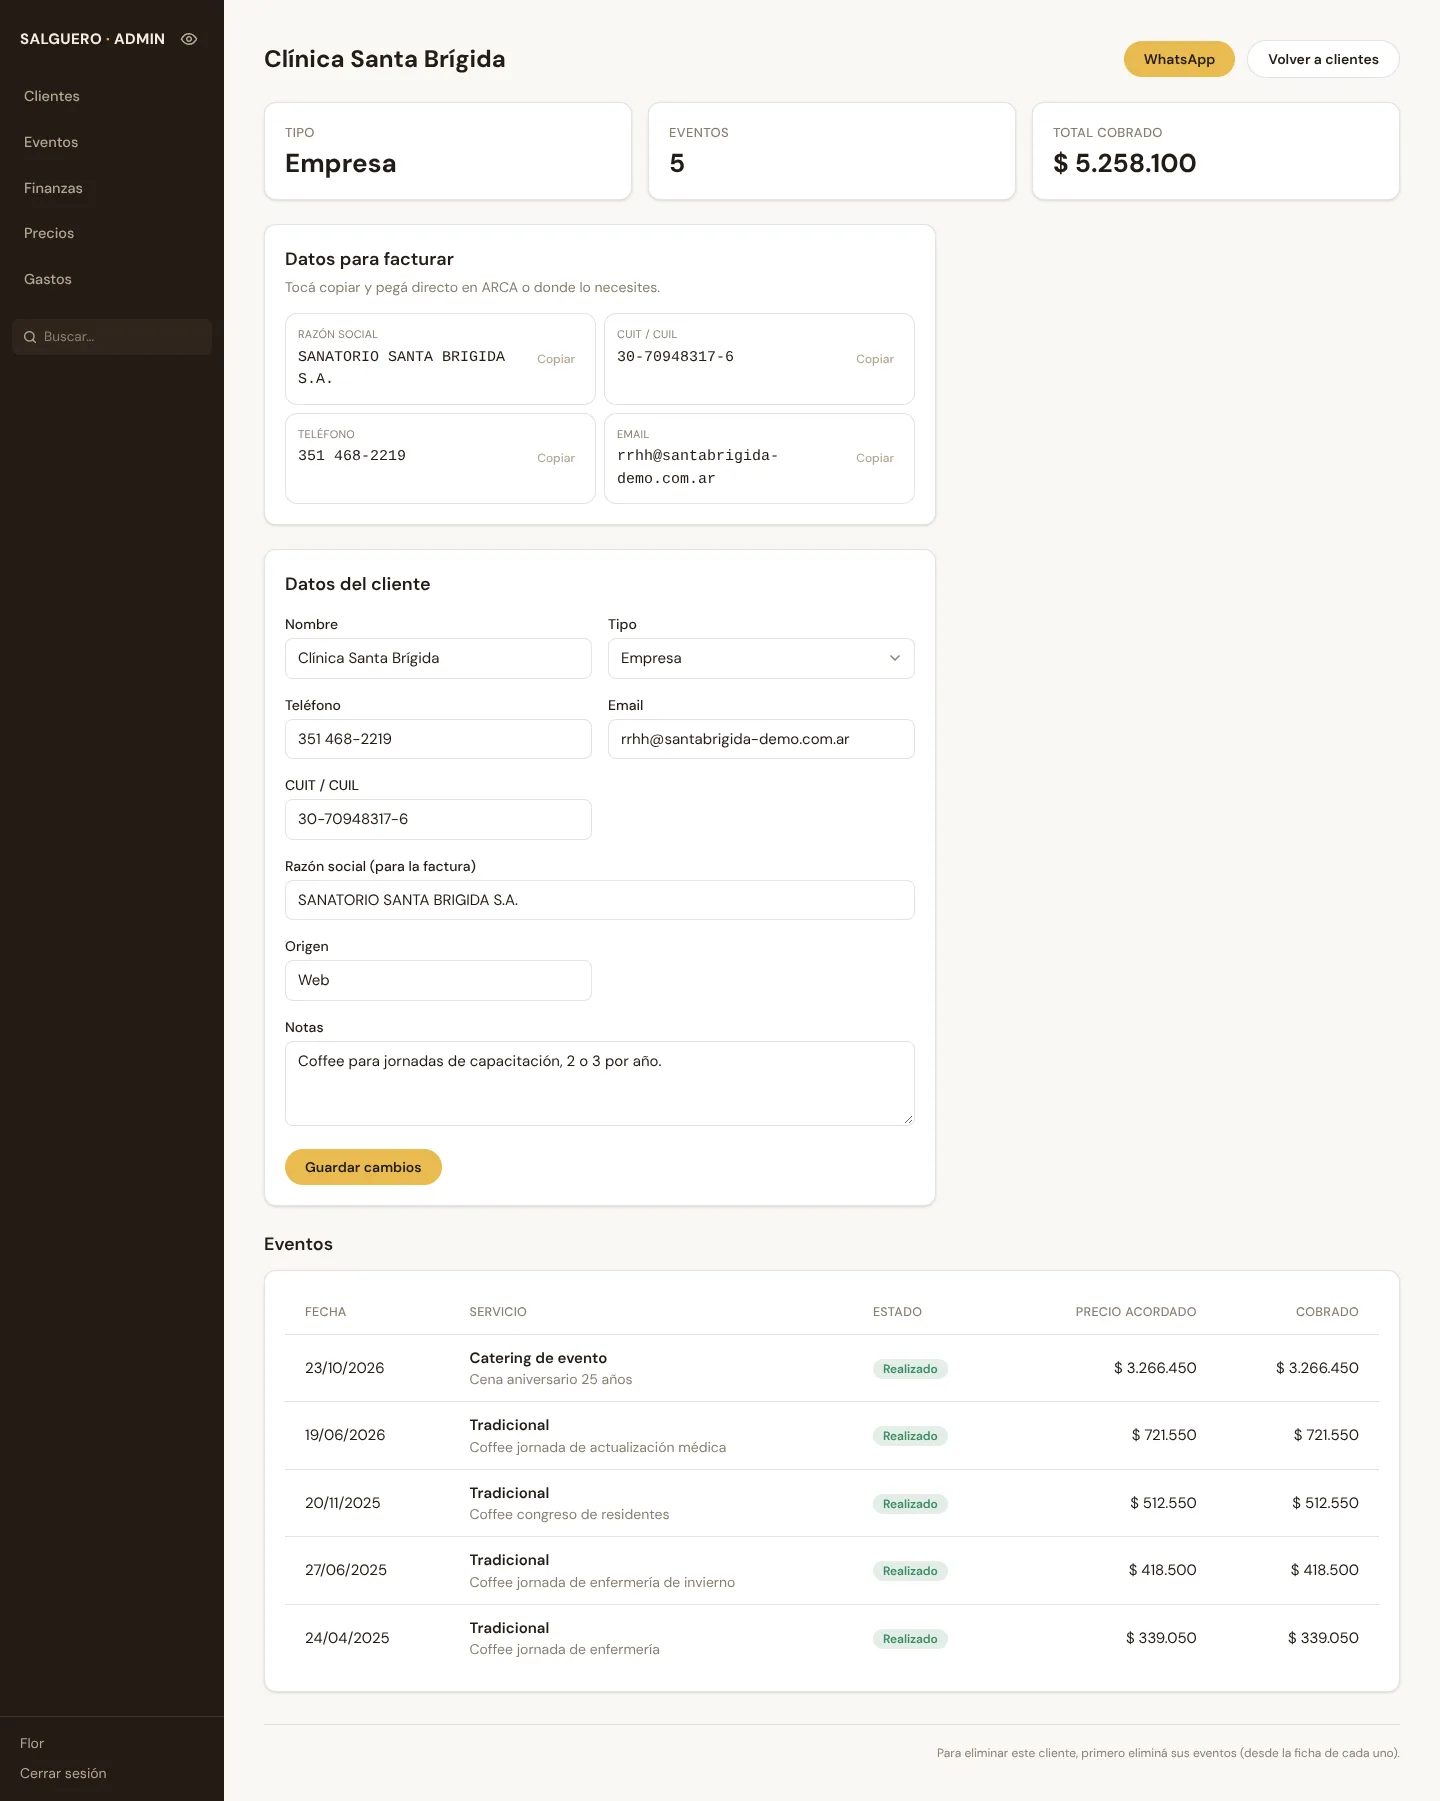 SALGUERO · ADMIN
Clientes
Eventos
Finanzas
Precios
Gastos
Buscar...
Flor
Cerrar sesión
Clínica Santa Brígida
WhatsApp
Volver a clientes
TIPO
Empresa
EVENTOS
5
TOTAL COBRADO
$ 5.258.100
Datos para facturar
Tocá copiar y pegá directo en ARCA o donde lo necesites.
RAZÓN SOCIAL
SANATORIO SANTA BRIGIDA
S.A.
Copiar
CUIT / CUIL
30-70948317-6
Copiar
TELÉFONO
351 468-2219
Copiar
EMAIL
rrhh@santabrigida-
demo.com.ar
Copiar
Datos del cliente
Nombre
Clínica Santa Brígida
Tipo
Empresa
Teléfono
351 468-2219
Email
rrhh@santabrigida-demo.com.ar
CUIT / CUIL
30-70948317-6
Razón social (para la factura)
SANATORIO SANTA BRIGIDA S.A.
Origen
Web
Notas
Coffee para jornadas de capacitación, 2 o 3 por año.
Guardar cambios
Eventos
FECHA SERVICIO ESTADO PRECIO ACORDADO COBRADO
23/10/2026 Catering de evento Realizado $ 3.266.450 $ 3.266.450
Cena aniversario 25 años
19/06/2026 Tradicional Realizado $ 721.550 $ 721.550
Coffee jornada de actualización médica
20/11/2025 Tradicional Realizado $ 512.550 $ 512.550
Coffee congreso de residentes
27/06/2025 Tradicional Realizado $ 418.500 $ 418.500
Coffee jornada de enfermería de invierno
24/04/2025 Tradicional Realizado $ 339.050 $ 339.050
Coffee jornada de enfermería
Para eliminar este cliente, primero eliminá sus eventos (desde la ficha de cada uno).